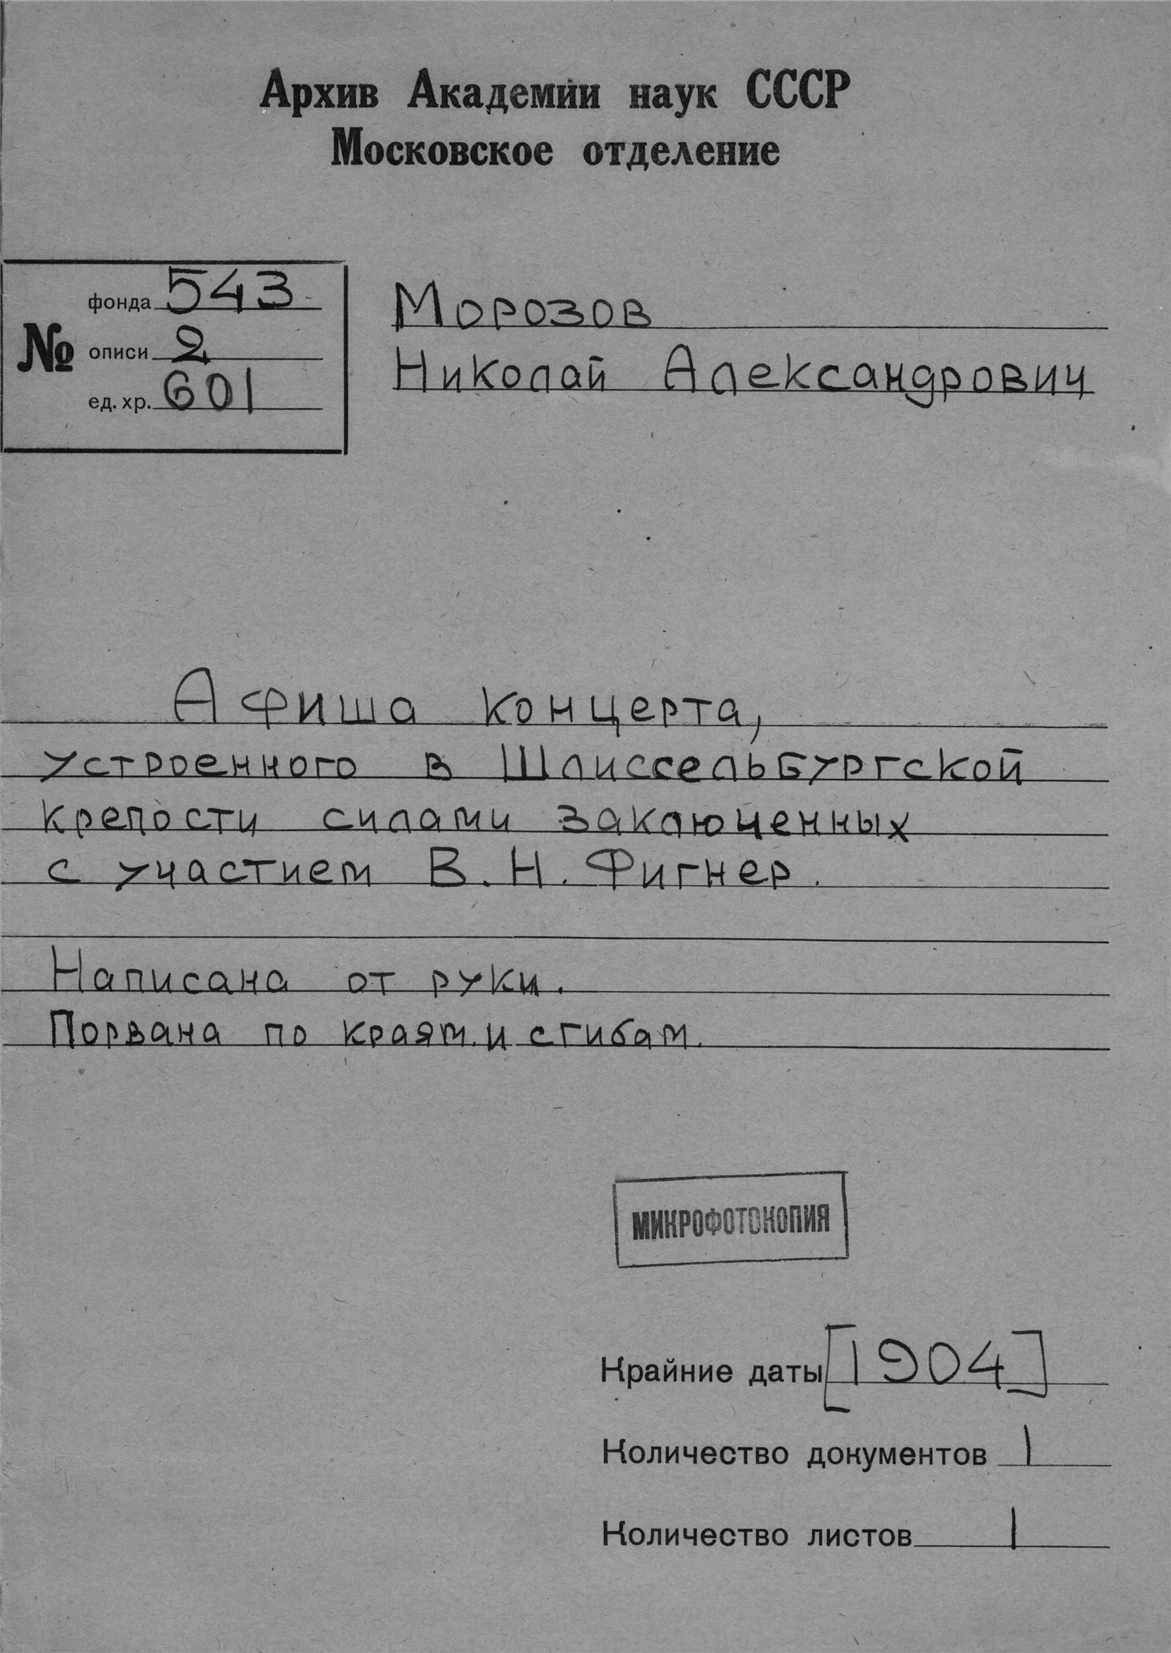 Архив Академии наук СССР
Московское отделение
№
фонда 543
описи 2
ед. хр. 601
Морозов
Николай Александрович
Афиша концерта,
устроенного в Шлиссельбургской
крепости силами заключенных
с участием В. Н. Фигнер.
Написана от руки.
Порвана по краям и сгибам.
МИКРОФОТОКОПИЯ
Крайние даты [1904]
Количество документов 1
Количество листов 1